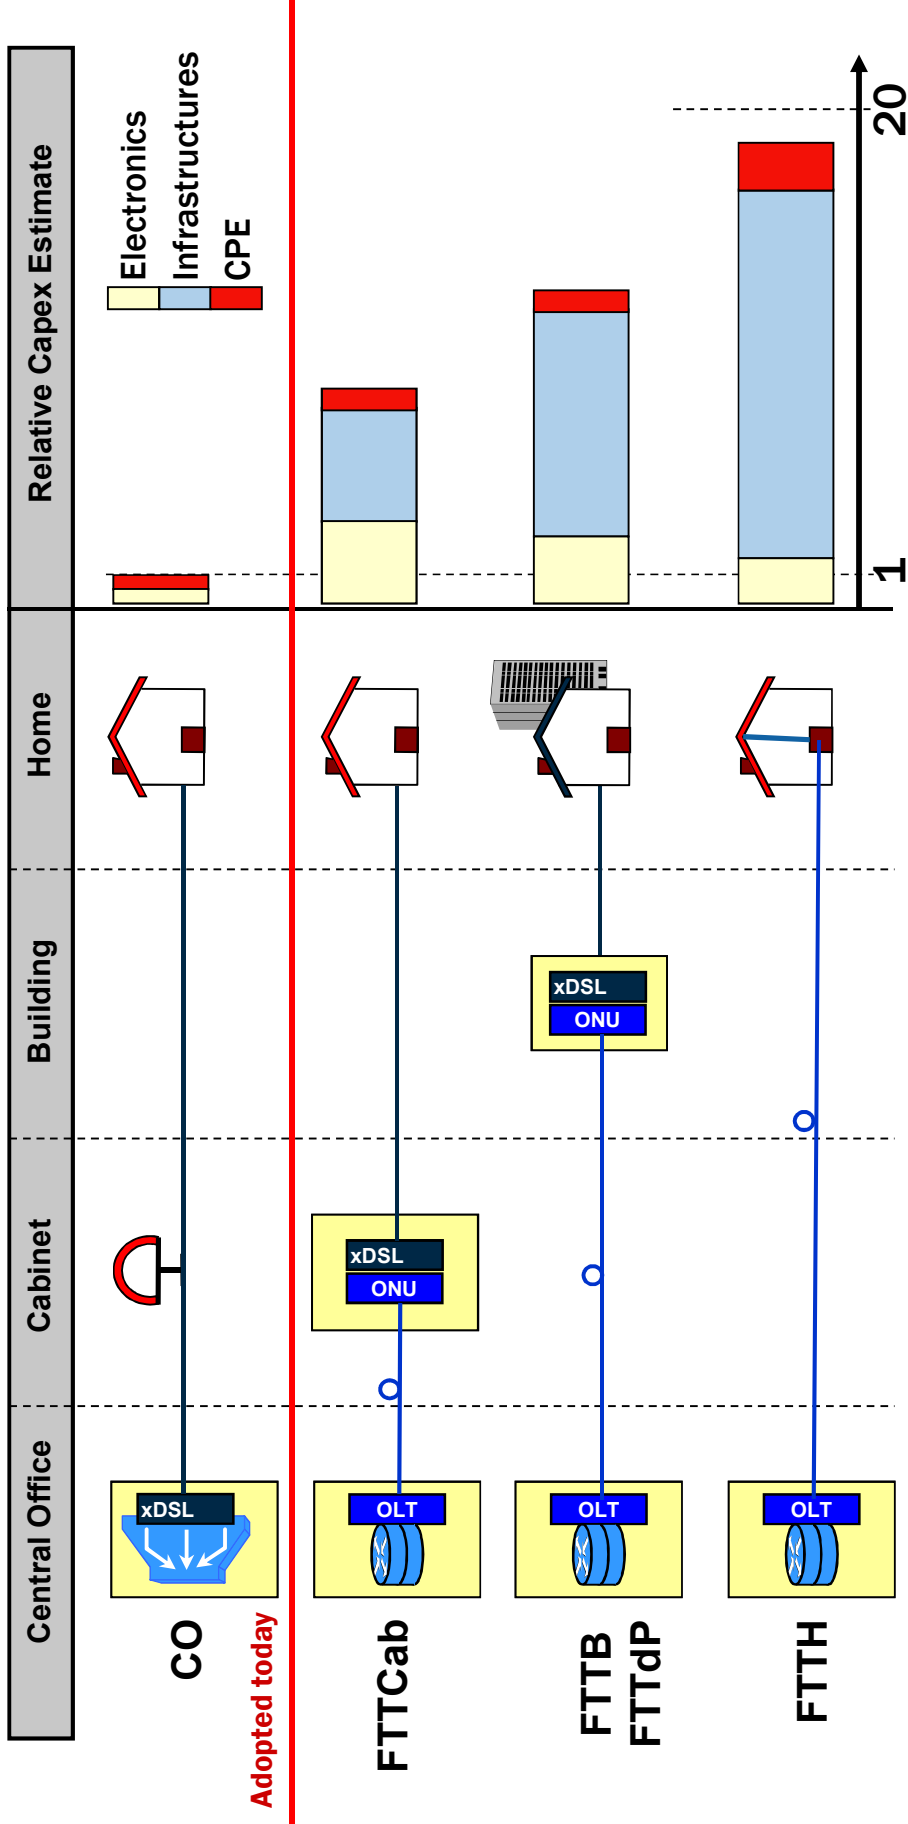 Central Office
Cabinet
Building
Home
Relative Capex Estimate
CO
xDSL
Electronics
Infrastructures
CPE
Adopted today
FTTCab
OLT
ONU
xDSL
FTTB
FTTdP
OLT
ONU
xDSL
FTTH
OLT
1
20